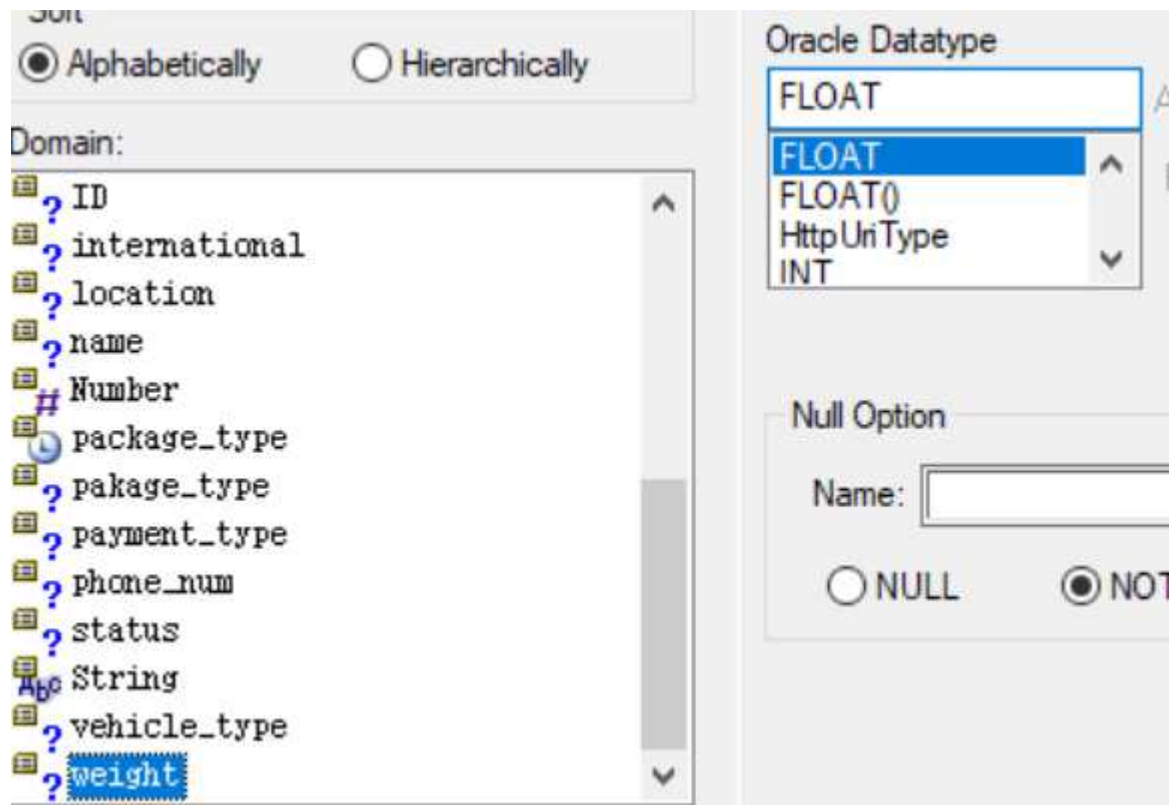 Alphabetically Hierarchically
Domain:
ID
international
location
name
Number
package_type
pakage_type
payment_type
phone_num
status
String
vehicle_type
weight
Oracle Datatype
FLOAT
FLOAT
FLOAT()
HttpUriType
INT
Null Option
Name:
NULL NOT